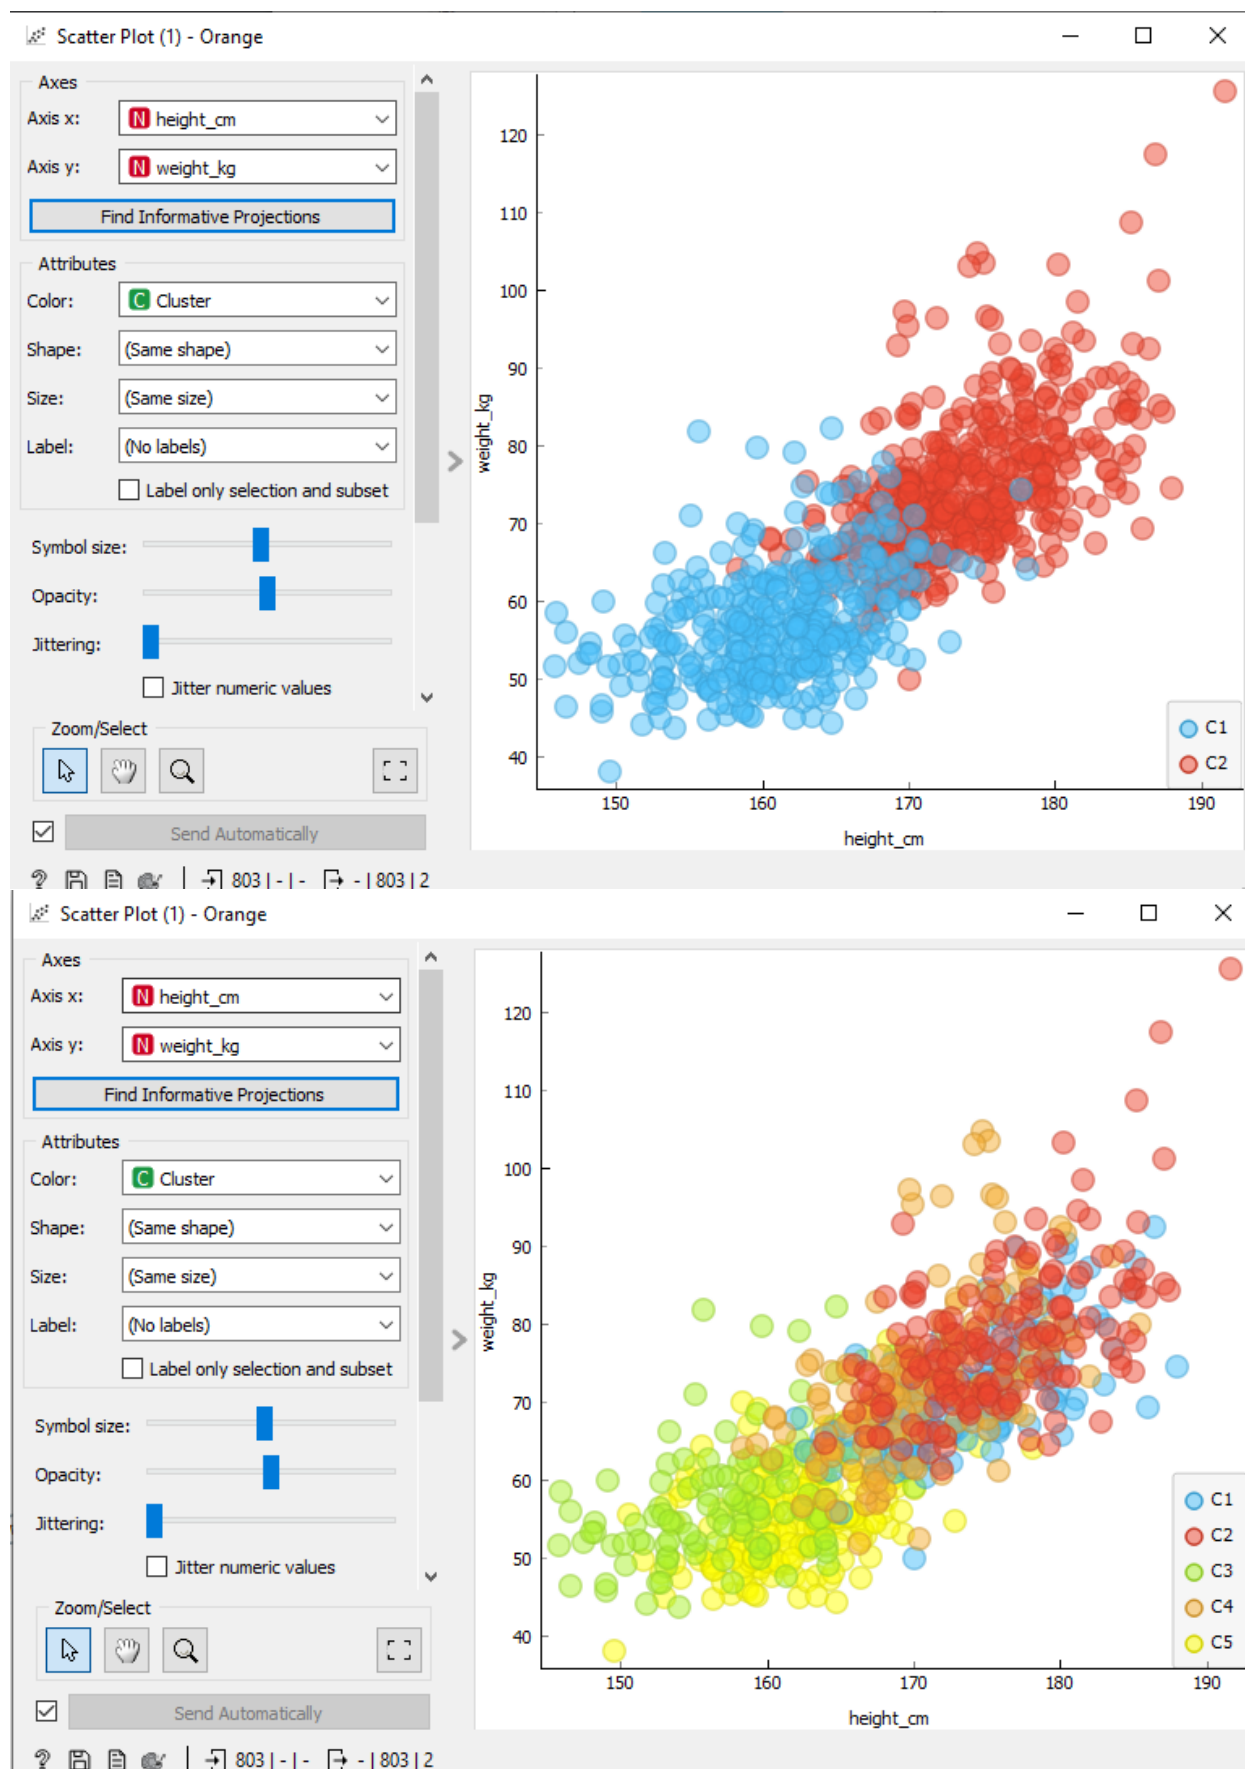 Scatter Plot (1) - Orange
Axes
Axis x: N height_cm
Axis y: N weight_kg
Find Informative Projections
Attributes
Color: C Cluster
Shape: (Same shape)
Size: (Same size)
Label: (No labels)
Label only selection and subset
Symbol size:
Opacity:
Jittering:
Jitter numeric values
Zoom/Select
Send Automatically
? 803 | - | - - | 803 | 2
weight_kg
120
110
100
90
80
70
60
50
40
150 160 170 180 190
height_cm
C1
C2
Scatter Plot (1) - Orange
Axes
Axis x: N height_cm
Axis y: N weight_kg
Find Informative Projections
Attributes
Color: C Cluster
Shape: (Same shape)
Size: (Same size)
Label: (No labels)
Label only selection and subset
Symbol size:
Opacity:
Jittering:
Jitter numeric values
Zoom/Select
Send Automatically
? 803 | - | - - | 803 | 2
weight_kg
120
110
100
90
80
70
60
50
40
150 160 170 180 190
height_cm
C1
C2
C3
C4
C5